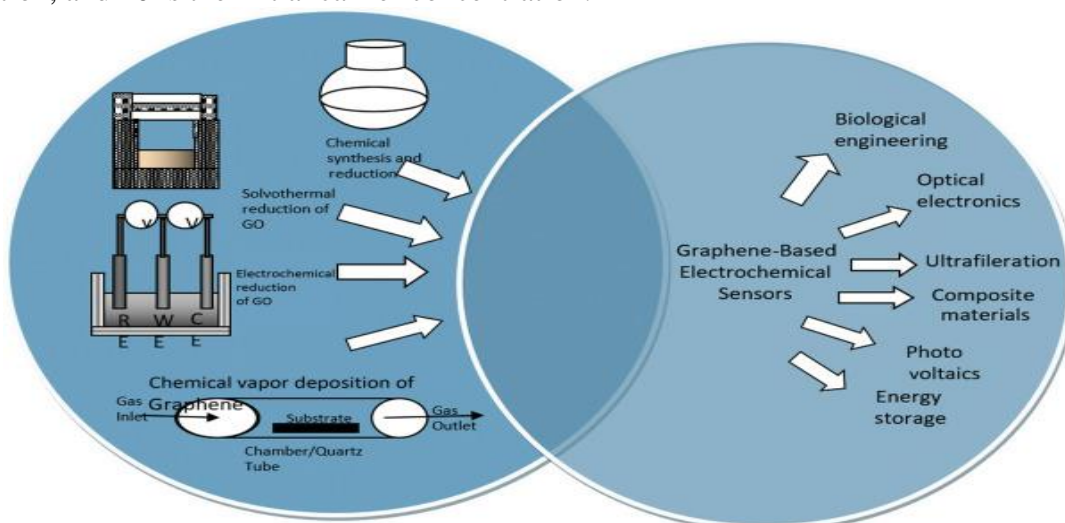 Chemical
synthesis and
reduction
Solvothermal
reduction of
GO
V V
Electrochemical
reduction
of GO
R W C
E E E
Chemical vapor deposition of
Graphene
Gas
Inlet
Substrate
Gas
Outlet
Chamber/Quartz
Tube
Graphene-Based
Electrochemical
Sensors
Biological
engineering
Optical
electronics
Ultrafileration
Composite
materials
Photo
voltaics
Energy
storage